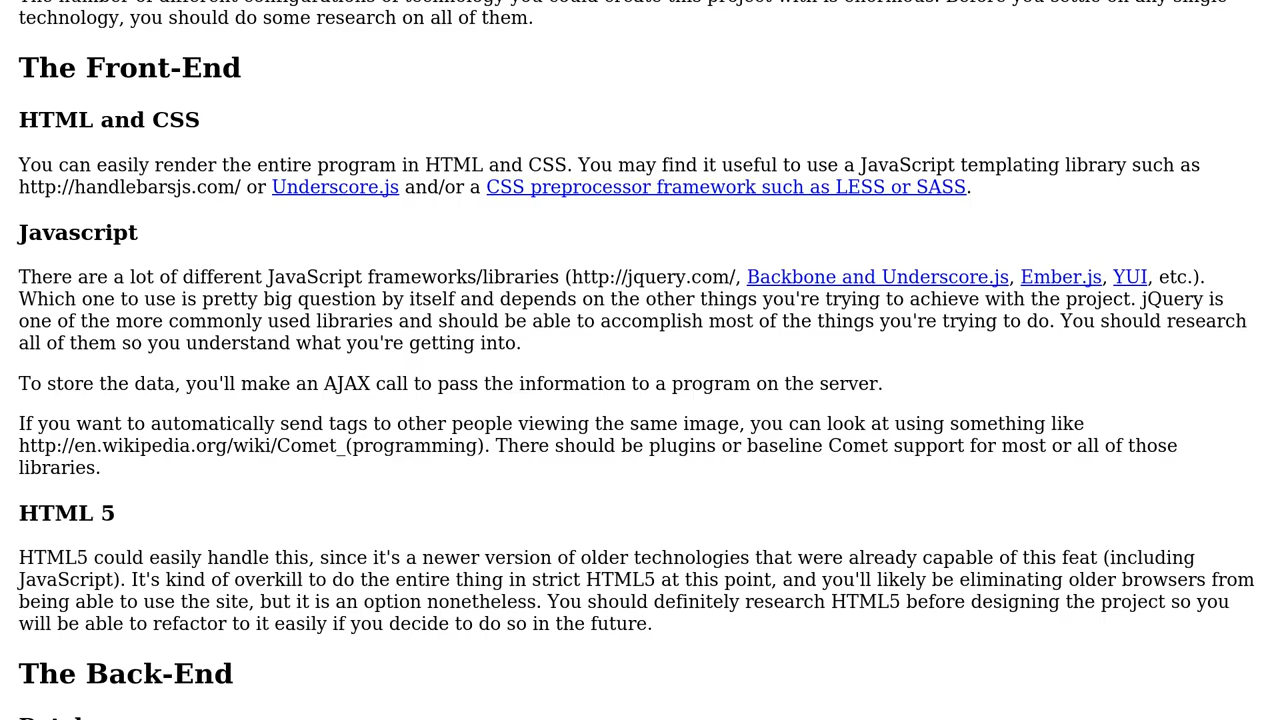 technology, you should do some research on all of them.
The Front-End
HTML and CSS
You can easily render the entire program in HTML and CSS. You may find it useful to use a JavaScript templating library such as
http://handlebarsjs.com/ or Underscore.js and/or a CSS preprocessor framework such as LESS or SASS.
Javascript
There are a lot of different JavaScript frameworks/libraries (http://jquery.com/, Backbone and Underscore.js, Ember.js, YUI, etc.).
Which one to use is pretty big question by itself and depends on the other things you're trying to achieve with the project. jQuery is
one of the more commonly used libraries and should be able to accomplish most of the things you're trying to do. You should research
all of them so you understand what you're getting into.
To store the data, you'll make an AJAX call to pass the information to a program on the server.
If you want to automatically send tags to other people viewing the same image, you can look at using something like
http://en.wikipedia.org/wiki/Comet_(programming). There should be plugins or baseline Comet support for most or all of those
libraries.
HTML 5
HTML5 could easily handle this, since it's a newer version of older technologies that were already capable of this feat (including
JavaScript). It's kind of overkill to do the entire thing in strict HTML5 at this point, and you'll likely be eliminating older browsers from
being able to use the site, but it is an option nonetheless. You should definitely research HTML5 before designing the project so you
will be able to refactor to it easily if you decide to do so in the future.
The Back-End